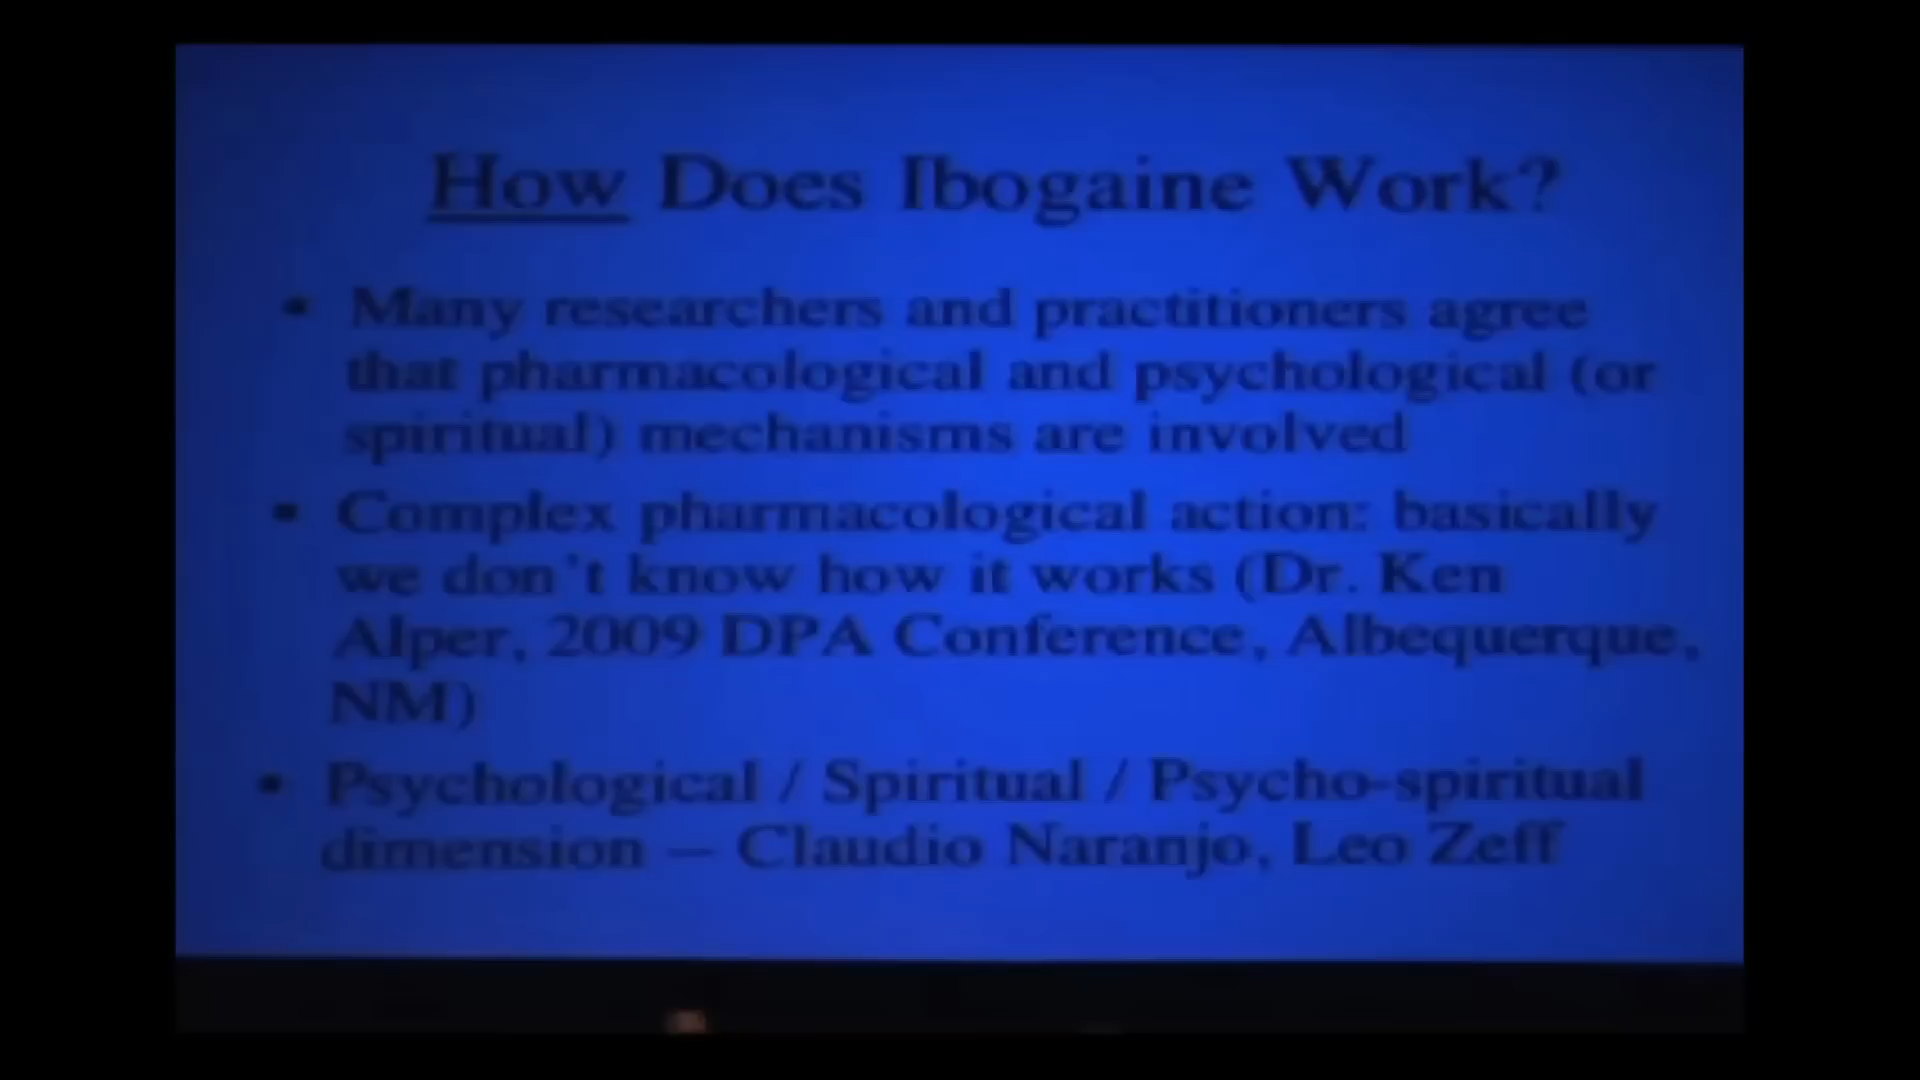 How Does Ibogaine Work?
• Many researchers and practitioners agree
that pharmacological and psychological (or
spiritual) mechanisms are involved
• Complex pharmacological action: basically
we don't know how it works (Dr. Ken
Alper, 2009 DPA Conference, Albequerque,
NM)
• Psychological / Spiritual / Psycho-spiritual
dimension – Claudio Naranjo, Leo Zeff